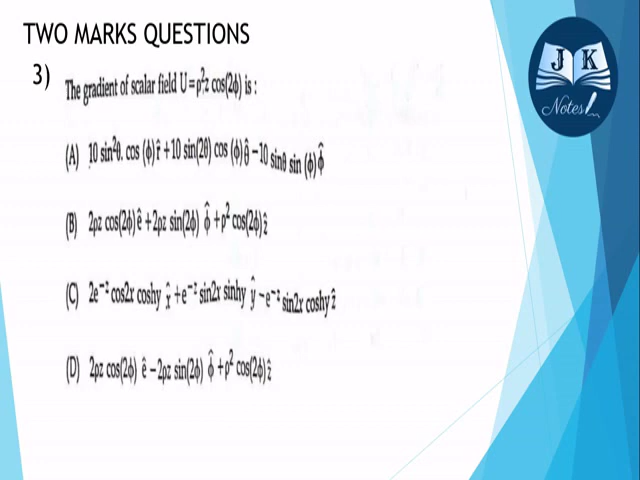 TWO MARKS QUESTIONS
J K
Notes
3) The gradient of scalar field U=ρ²z cos(2ϕ) is :
(A) 10 sin²θ. cos (ϕ)r̂ +10 sin(2θ) cos (ϕ)θ̂ −10 sinθ sin (ϕ)ϕ̂
(B) 2ρz cos(2ϕ) ê +2ρz sin(2ϕ) ϕ̂ +ρ² cos(2ϕ)ẑ
(C) 2e⁻ᶻ cos2x coshy x̂ +e⁻ᶻ sin2x sinhy ŷ −e⁻ᶻ sin2x coshy ẑ
(D) 2ρz cos(2ϕ) ê −2ρz sin(2ϕ) ϕ̂ +ρ² cos(2ϕ)ẑ